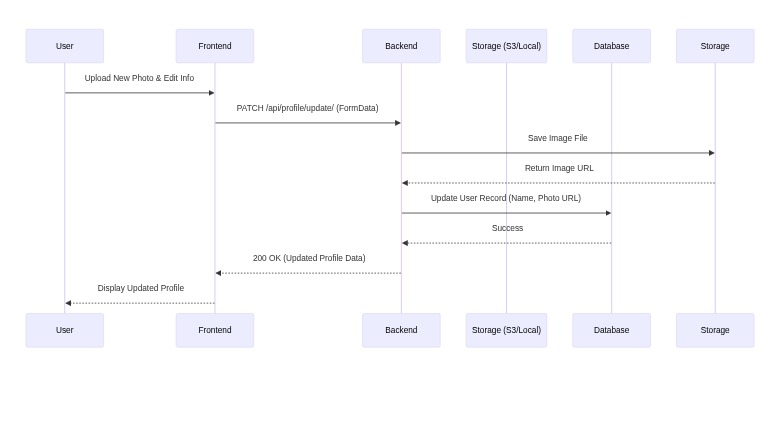 User
Frontend
Backend
Storage (S3/Local)
Database
Storage
Upload New Photo & Edit Info
PATCH /api/profile/update/ (FormData)
Save Image File
Return Image URL
Update User Record (Name, Photo URL)
Success
200 OK (Updated Profile Data)
Display Updated Profile
User
Frontend
Backend
Storage (S3/Local)
Database
Storage